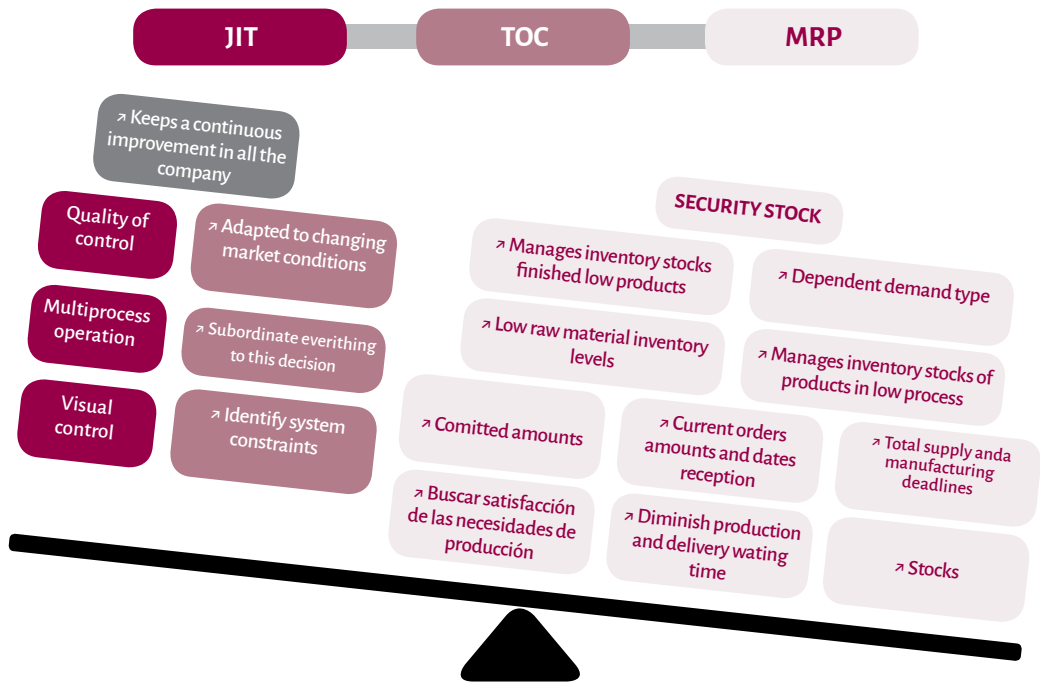 JIT
TOC
MRP
↗ Keeps a continuous
improvement in all the
company
Quality of
control
↗ Adapted to changing
market conditions
Multiprocess
operation
↗ Subordinate everithing
to this decision
Visual
control
↗ Identify system
constraints
SECURITY STOCK
↗ Manages inventory stocks
finished low products
↗ Dependent demand type
↗ Low raw material inventory
levels
↗ Manages inventory stocks of
products in low process
↗ Comitted amounts
↗ Current orders
amounts and dates
reception
↗ Total supply anda
manufacturing
deadlines
↗ Buscar satisfacción
de las necesidades de
producción
↗ Diminish production
and delivery wating
time
↗ Stocks